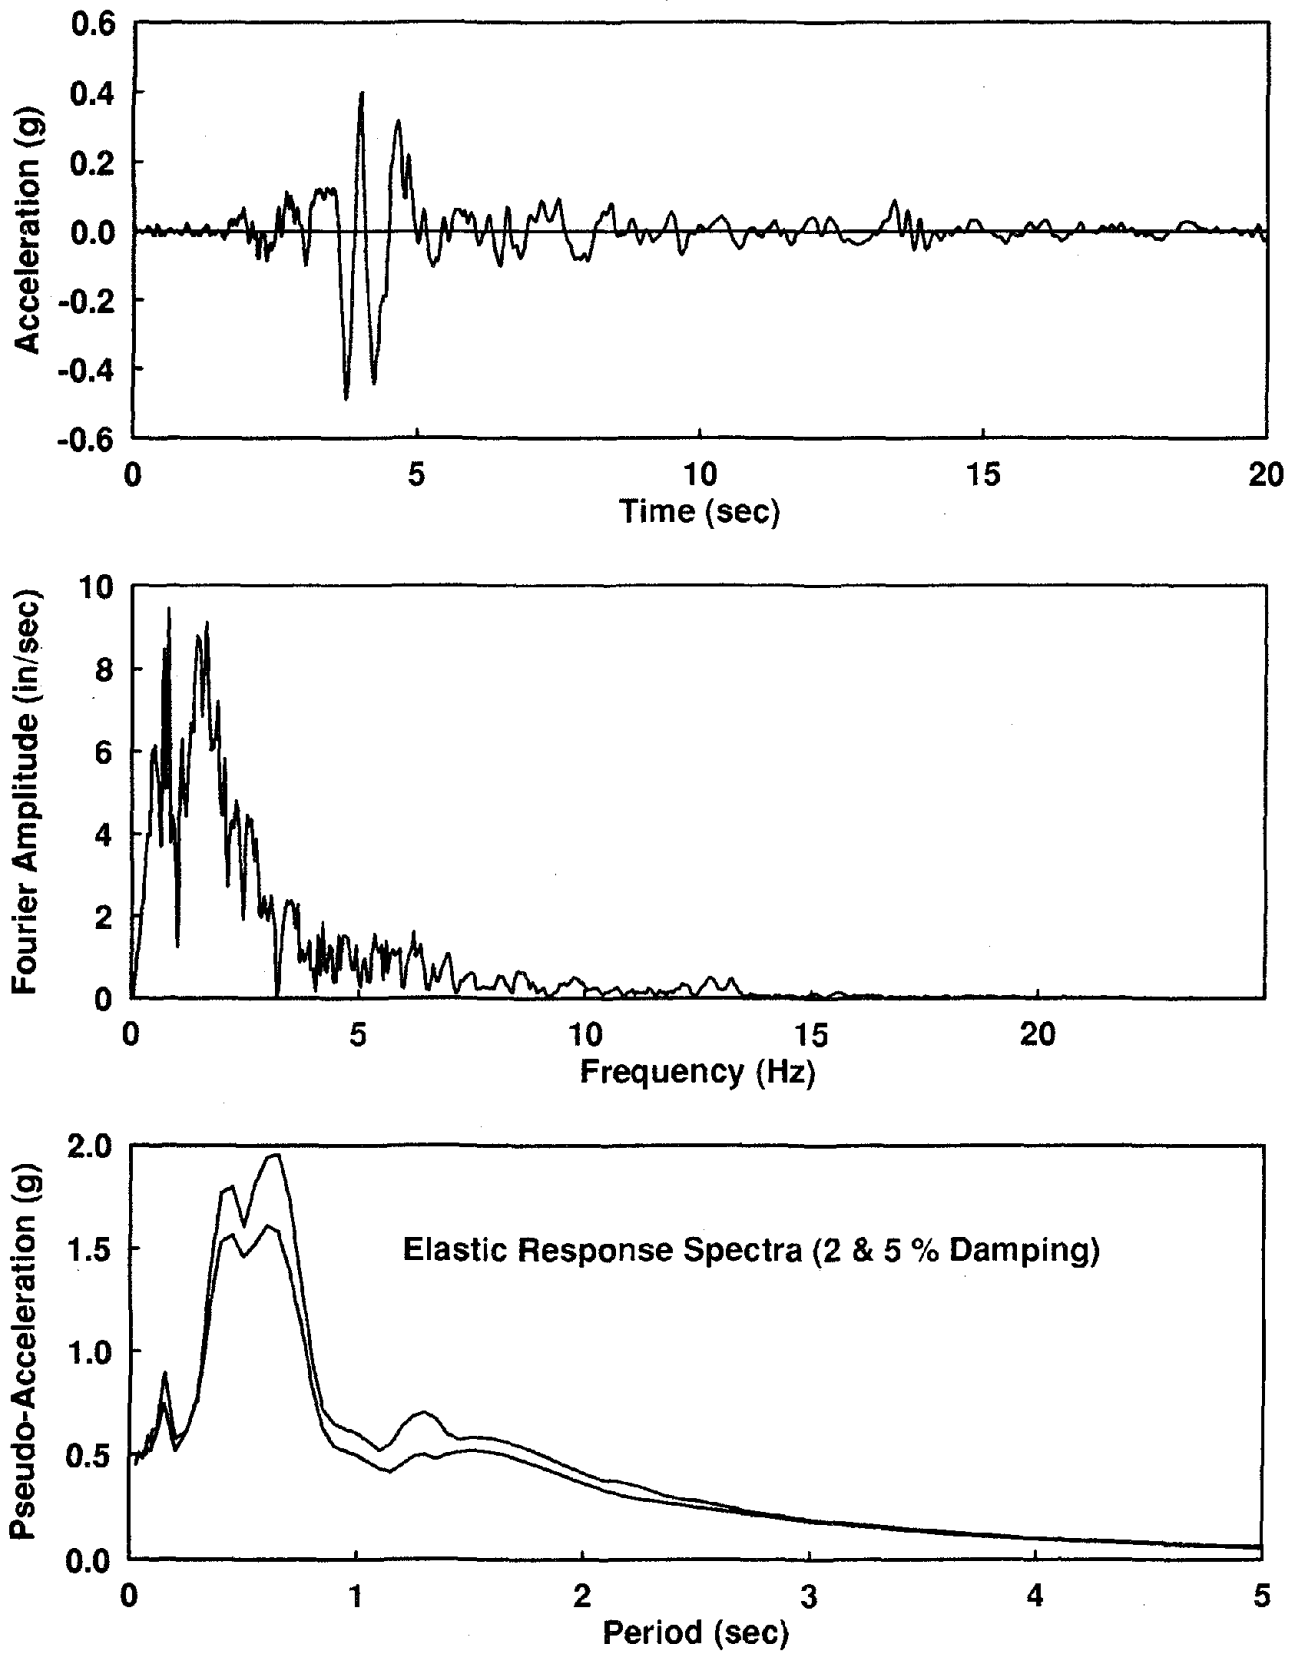 0.6
0.4
0.2
0.0
-0.2
-0.4
-0.6
Acceleration (g)
0 5 10 15 20
Time (sec)
10
8
6
4
2
0
Fourier Amplitude (in/sec)
0 5 10 15 20
Frequency (Hz)
2.0
1.5
1.0
0.5
0.0
Pseudo-Acceleration (g)
Elastic Response Spectra (2 & 5 % Damping)
0 1 2 3 4 5
Period (sec)